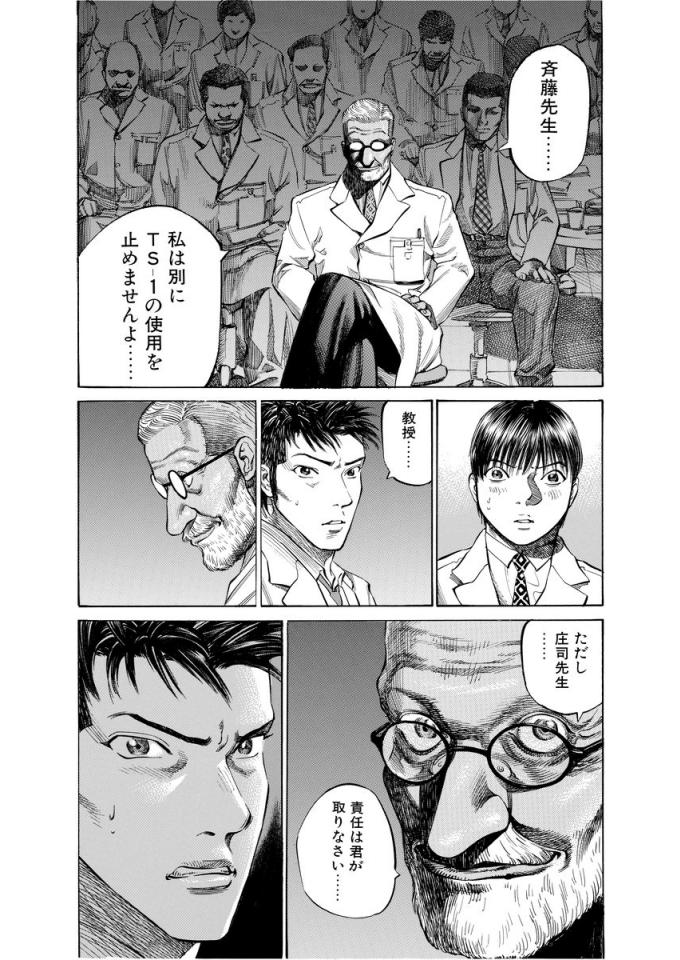 斉藤先生……
私は別に
TS-1の使用を
止めませんよ……
教授……
ただし
庄司先生
……
責任は君が
取りなさい……